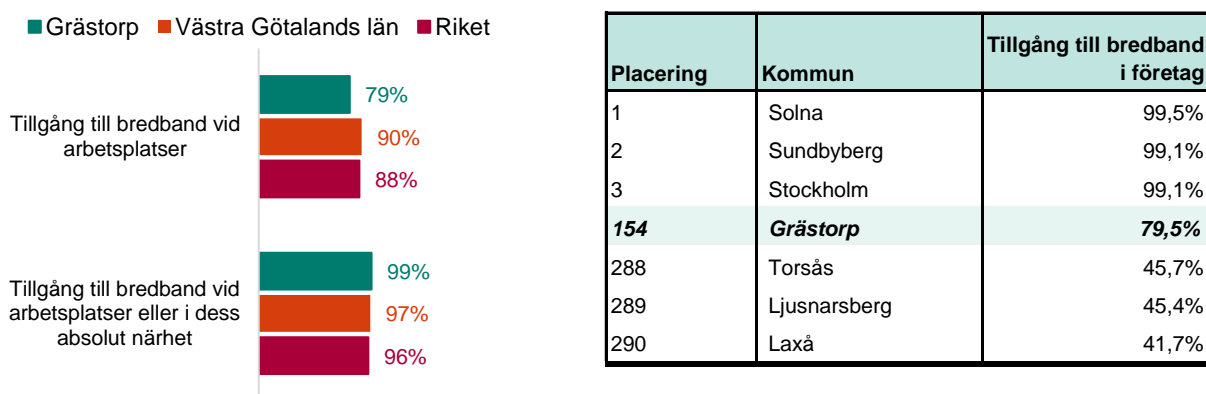 Grästorp Västra Götalands län Riket
Tillgång till bredband vid
arbetsplatser
79%
90%
88%
Tillgång till bredband vid
arbetsplatser eller i dess
absolut närhet
99%
97%
96%
Placering Kommun Tillgång till bredband
i företag
1 Solna 99,5%
2 Sundbyberg 99,1%
3 Stockholm 99,1%
154 Grästorp 79,5%
288 Torsås 45,7%
289 Ljusnarsberg 45,4%
290 Laxå 41,7%